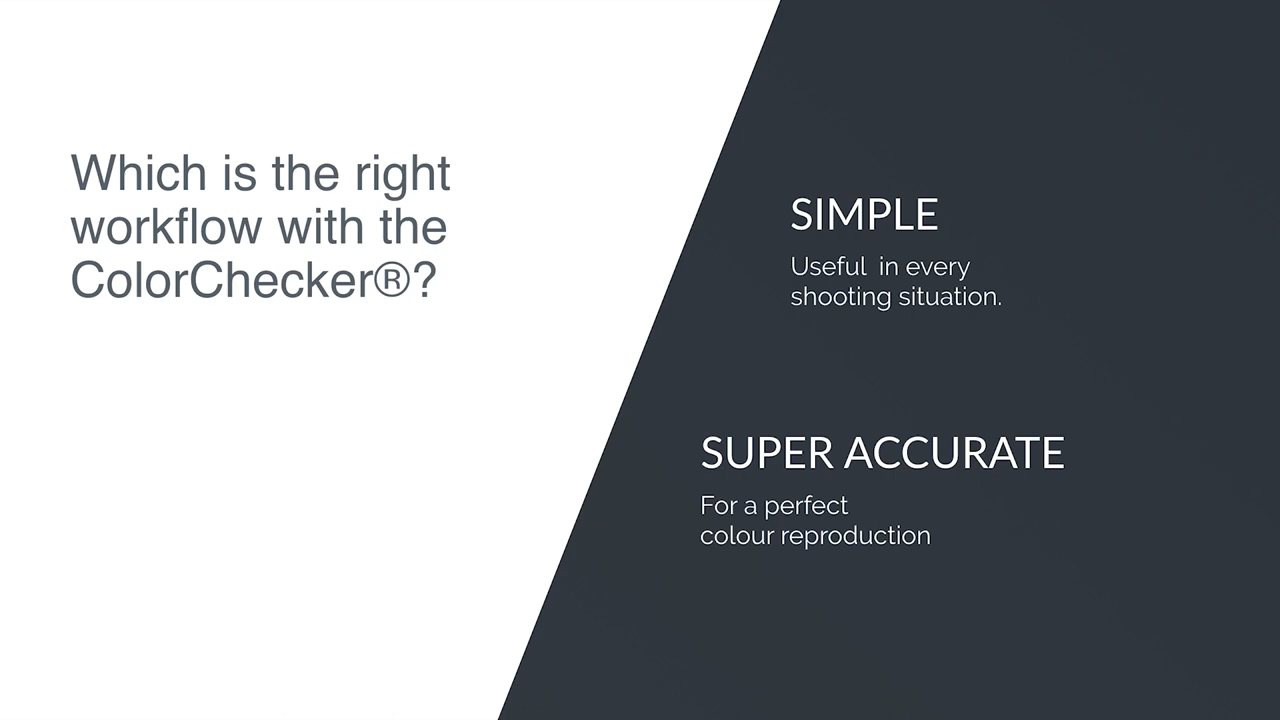 Which is the right
workflow with the
ColorChecker®?
SIMPLE
Useful  in every
shooting situation.
SUPER ACCURATE
For a perfect
colour reproduction